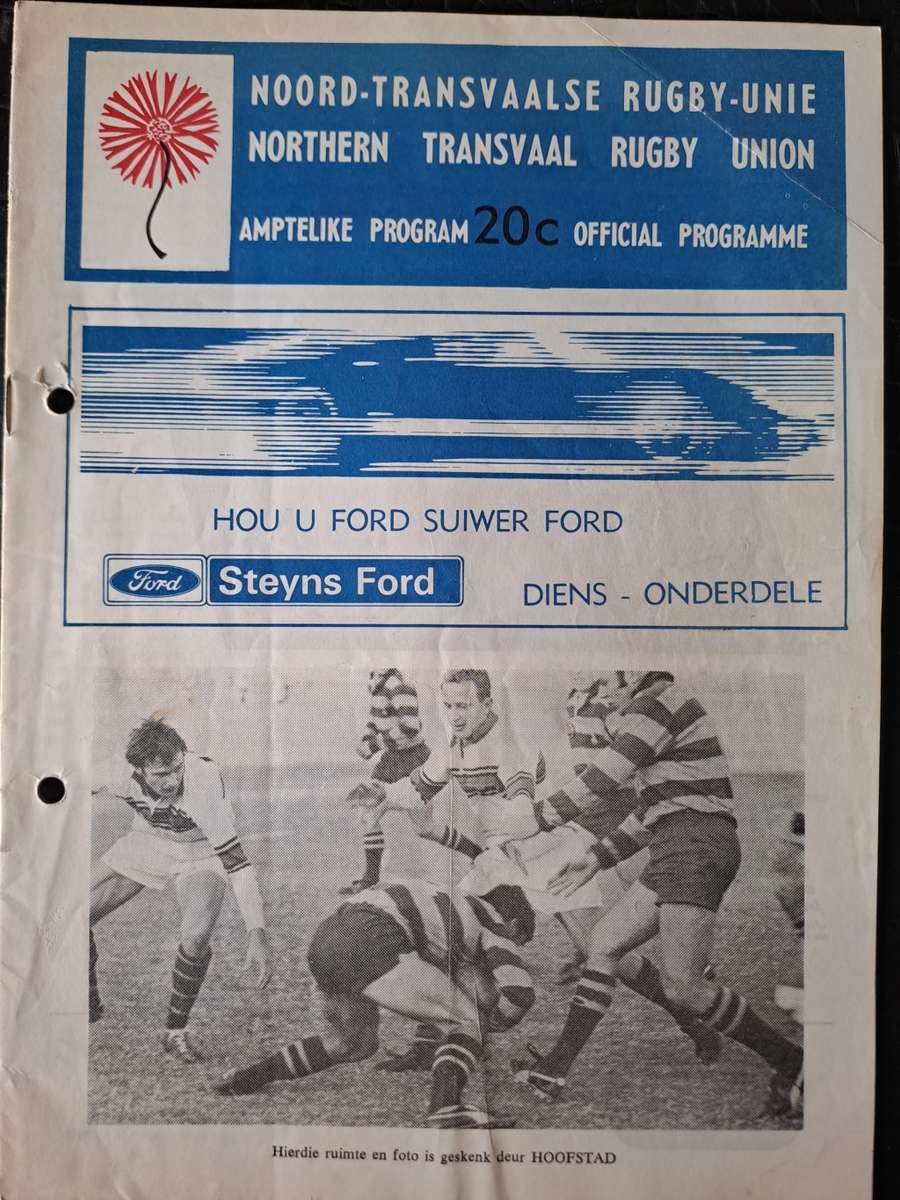 NOORD-TRANSVAALSE RUGBY-UNIE
NORTHERN TRANSVAAL RUGBY UNION
AMPTELIKE PROGRAM 20c OFFICIAL PROGRAMME
HOU U FORD SUIWER FORD
Ford Steyns Ford DIENS - ONDERDELE
Hierdie ruimte en foto is geskenk deur HOOFSTAD